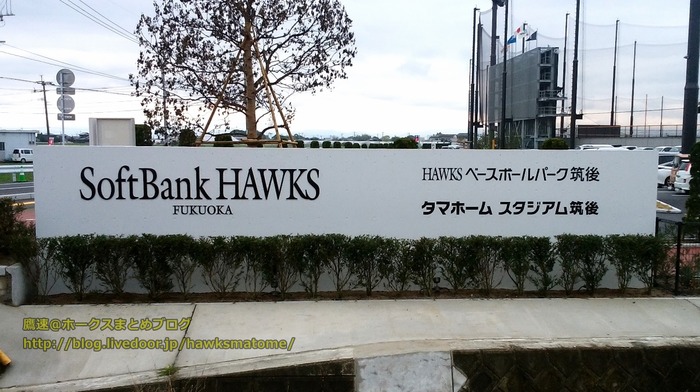 SoftBank HAWKS
FUKUOKA
HAWKS ベースボールパーク筑後
タマホーム スタジアム筑後
鷹速@ホークスまとめブログ
http://blog.livedoor.jp/hawksmatome/